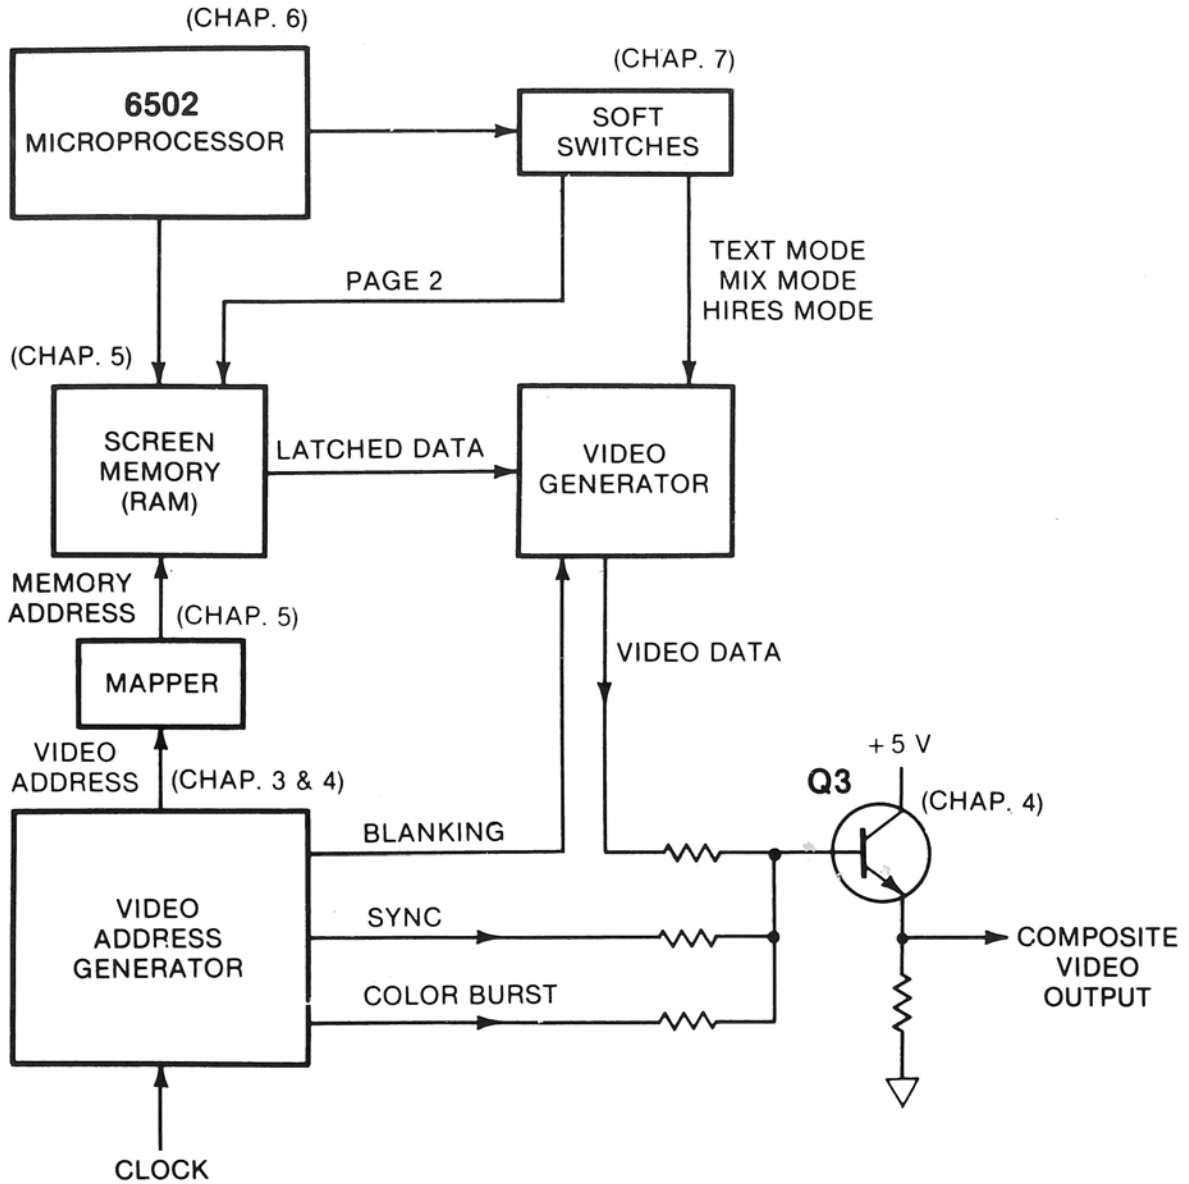 (CHAP. 6)
6502
MICROPROCESSOR
(CHAP. 7)
SOFT
SWITCHES
PAGE 2
TEXT MODE
MIX MODE
HIRES MODE
(CHAP. 5)
SCREEN
MEMORY
(RAM)
LATCHED DATA
VIDEO
GENERATOR
MEMORY
ADDRESS
(CHAP. 5)
MAPPER
VIDEO DATA
VIDEO
ADDRESS
(CHAP. 3 & 4)
+5 V
Q3
(CHAP. 4)
BLANKING
VIDEO
ADDRESS
GENERATOR
SYNC
COLOR BURST
COMPOSITE
VIDEO
OUTPUT
CLOCK